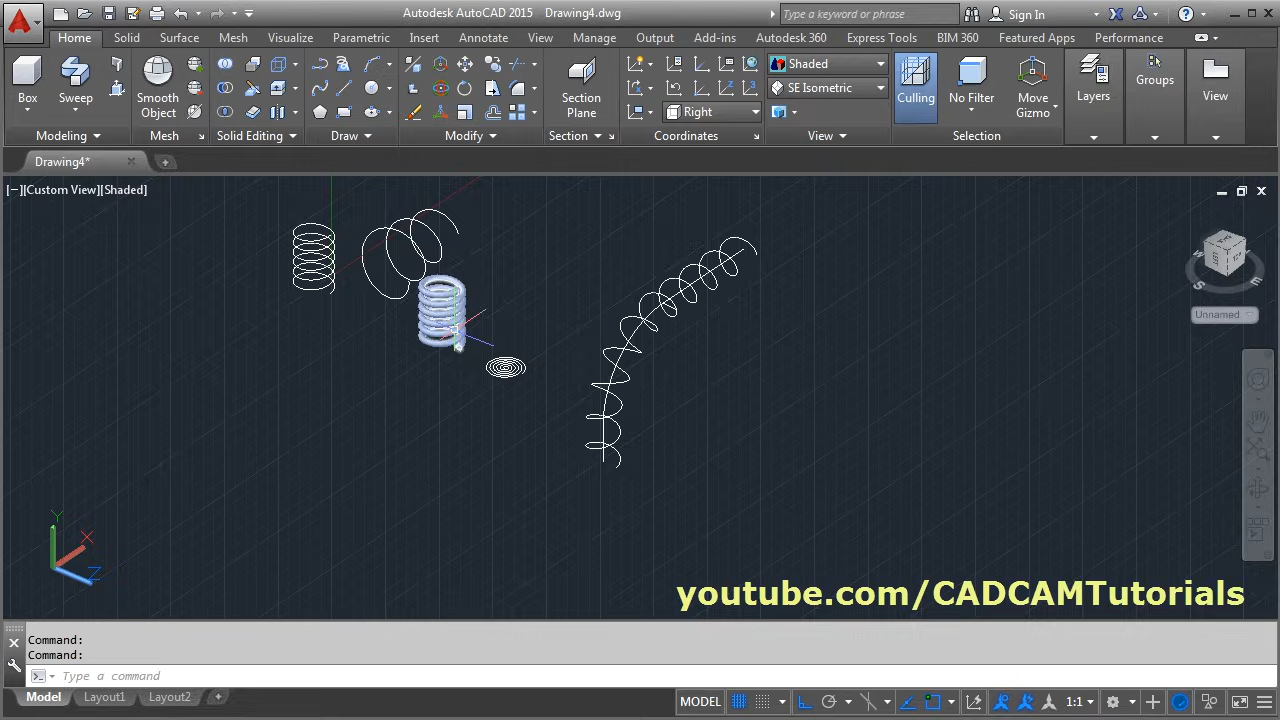 Autodesk AutoCAD 2015 Drawing4.dwg
Type a keyword or phrase
Sign In
Home Solid Surface Mesh Visualize Parametric Insert Annotate View Manage Output Add-ins Autodesk 360 Express Tools BIM 360 Featured Apps Performance
Box
Sweep
Smooth Object
Section Plane
Right
Shaded
SE Isometric
Culling
No Filter
Move Gizmo
Layers
Groups
View
Modeling
Mesh
Solid Editing
Draw
Modify
Section
Coordinates
View
Selection
Drawing4*
[−][Custom View][Shaded]
Unnamed
Y
X
Z
S
E
youtube.com/CADCAMTutorials
Command:
Command:
Type a command
Model Layout1 Layout2
MODEL
1:1